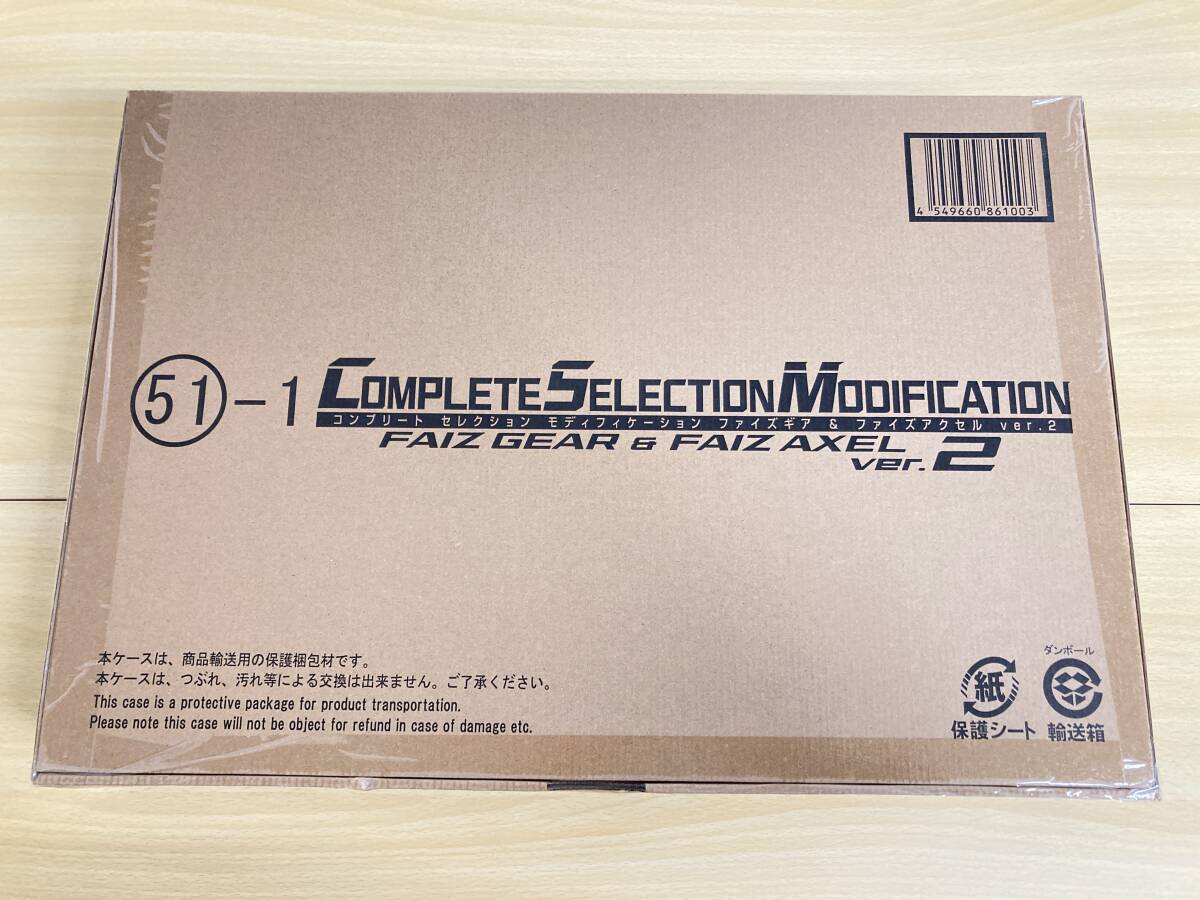 4 549660 861003
51-1
COMPLETE SELECTION MODIFICATION
コンプリート セレクション モディフィケーション ファイズギア & ファイズアクセル ver.2
FAIZ GEAR & FAIZ AXEL
ver.2
本ケースは、商品輸送用の保護梱包材です。
本ケースは、つぶれ、汚れ等による交換は出来ません。ご了承ください。
This case is a protective package for product transportation.
Please note this case will not be object for refund in case of damage etc.
紙
保護シート
ダンボール
輸送箱